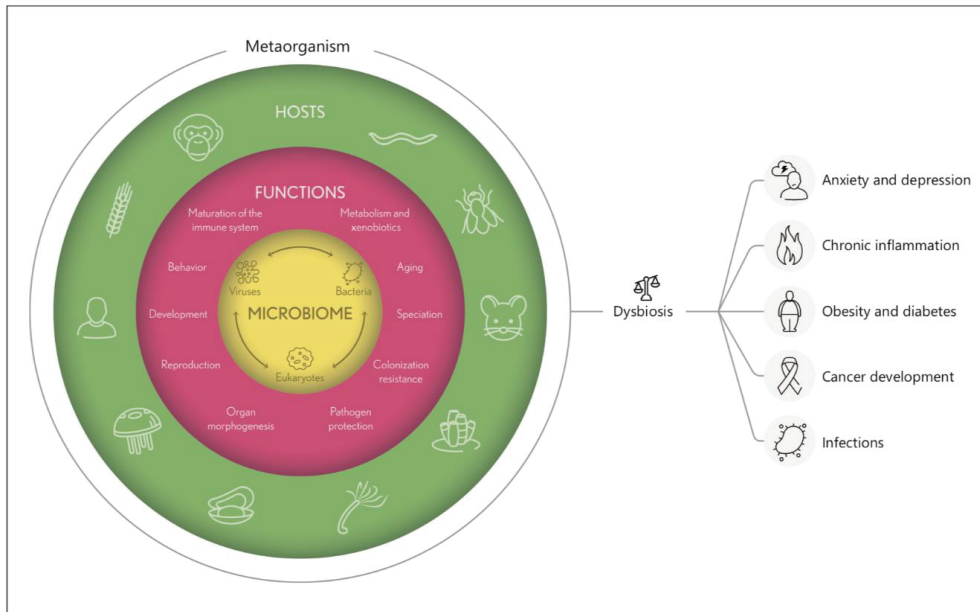 Metaorganism
HOSTS
FUNCTIONS
Maturation of the
immune system
Metabolism and
xenobiotics
Behavior
Aging
Development
Speciation
Reproduction
Colonization
resistance
Organ
morphogenesis
Pathogen
protection
Viruses
Bacteria
MICROBIOME
Eukaryotes
Dysbiosis
Anxiety and depression
Chronic inflammation
Obesity and diabetes
Cancer development
Infections